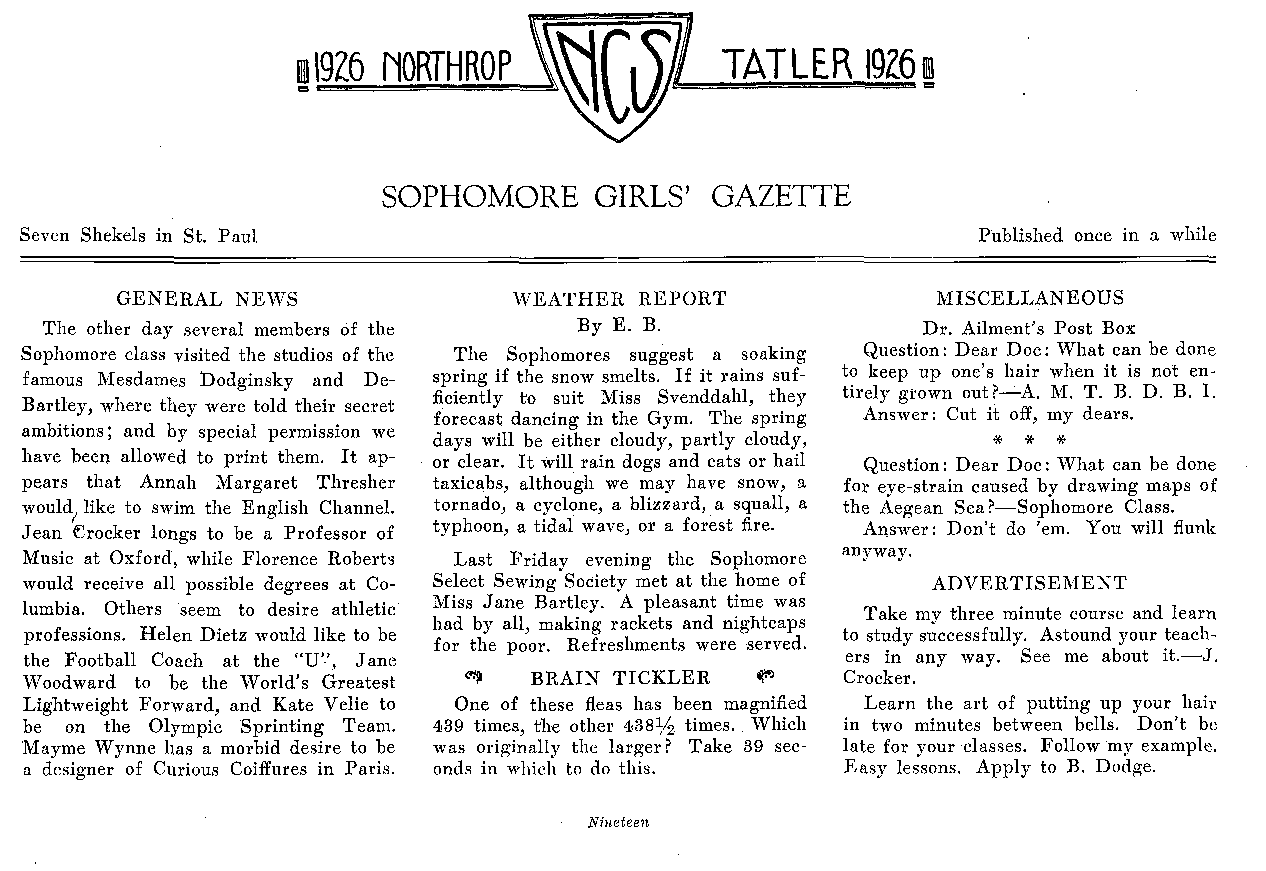 1926 NORTHROP NCS TATLER 1926
SOPHOMORE GIRLS' GAZETTE
Seven Shekels in St. Paul
Published once in a while
GENERAL NEWS
The other day several members of the
Sophomore class visited the studios of the
famous Mesdames Dodginsky and De-
Bartley, where they were told their secret
ambitions; and by special permission we
have been allowed to print them. It ap-
pears that Annah Margaret Thresher
would like to swim the English Channel.
Jean Crocker longs to be a Professor of
Music at Oxford, while Florence Roberts
would receive all possible degrees at Co-
lumbia. Others seem to desire athletic
professions. Helen Dietz would like to be
the Football Coach at the "U", Jane
Woodward to be the World's Greatest
Lightweight Forward, and Kate Velie to
be on the Olympic Sprinting Team.
Mayme Wynne has a morbid desire to be
a designer of Curious Coiffures in Paris.
WEATHER REPORT
By E. B.
The Sophomores suggest a soaking
spring if the snow smelts. If it rains suf-
ficiently to suit Miss Svenddahl, they
forecast dancing in the Gym. The spring
days will be either cloudy, partly cloudy,
or clear. It will rain dogs and cats or hail
taxicabs, although we may have snow, a
tornado, a cyclone, a blizzard, a squall, a
typhoon, a tidal wave, or a forest fire.
Last Friday evening the Sophomore
Select Sewing Society met at the home of
Miss Jane Bartley. A pleasant time was
had by all, making rackets and nightcaps
for the poor. Refreshments were served.
BRAIN TICKLER
One of these fleas has been magnified
439 times, the other 438½ times. Which
was originally the larger? Take 39 sec-
onds in which to do this.
MISCELLANEOUS
Dr. Ailment's Post Box
Question: Dear Doc: What can be done
to keep up one's hair when it is not en-
tirely grown out?—A. M. T. B. D. B. I.
Answer: Cut it off, my dears.
* * *
Question: Dear Doc: What can be done
for eye-strain caused by drawing maps of
the Aegean Sea?—Sophomore Class.
Answer: Don't do 'em. You will flunk
anyway.
ADVERTISEMENT
Take my three minute course and learn
to study successfully. Astound your teach-
ers in any way. See me about it.—J.
Crocker.
Learn the art of putting up your hair
in two minutes between bells. Don't be
late for your classes. Follow my example.
Easy lessons. Apply to B. Dodge.
Nineteen